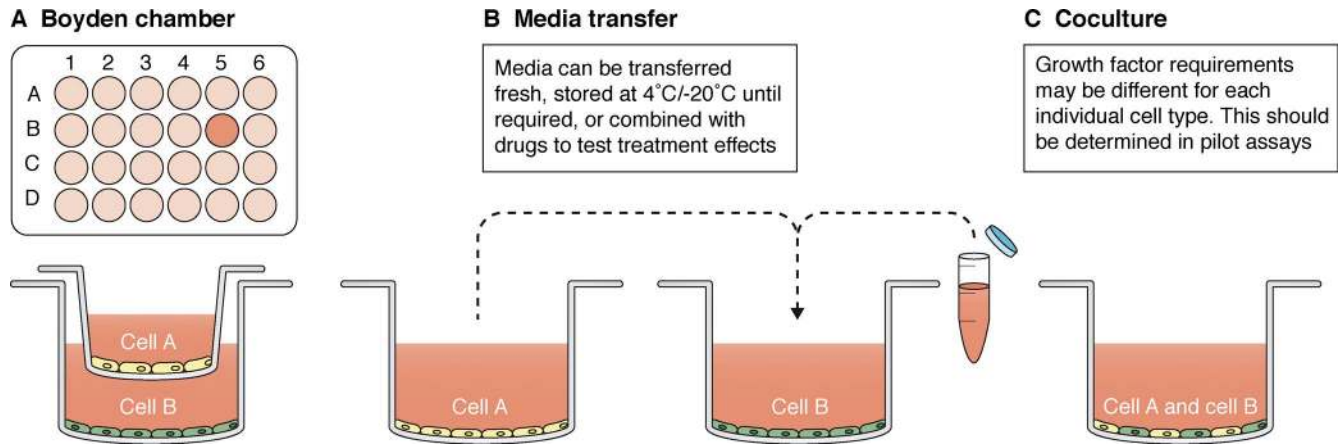 A Boyden chamber
1 2 3 4 5 6
A
B
C
D
Cell A
Cell B
B Media transfer
Media can be transferred
fresh, stored at 4˚C/-20˚C until
required, or combined with
drugs to test treatment effects
Cell A
Cell B
C Coculture
Growth factor requirements
may be different for each
individual cell type. This should
be determined in pilot assays
Cell A and cell B